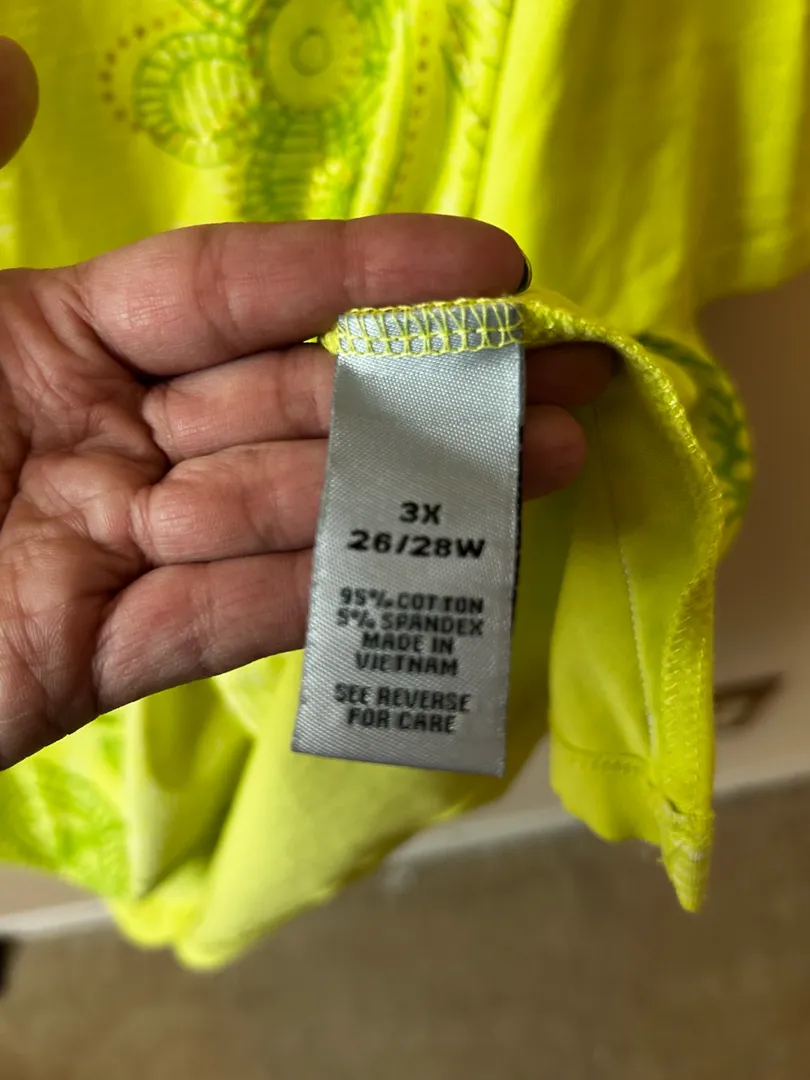 3X
26/28W
95% COTTON
5% SPANDEX
MADE IN
VIETNAM
SEE REVERSE
FOR CARE